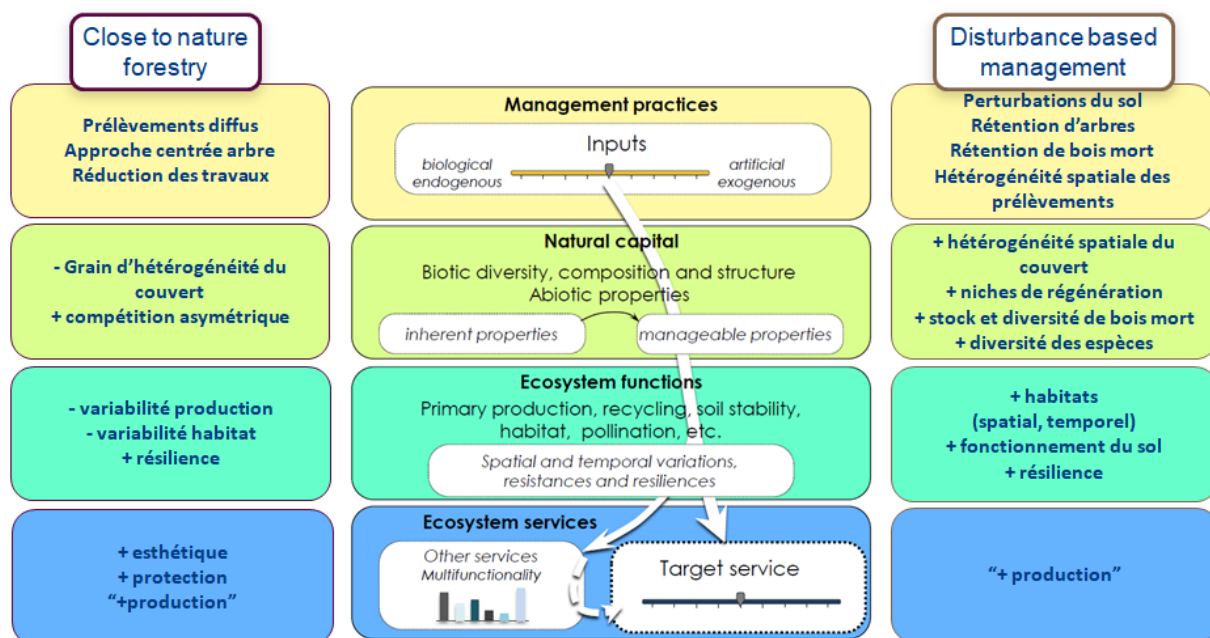 Close to nature
forestry
Prélèvements diffus
Approche centrée arbre
Réduction des travaux
- Grain d'hétérogénéité du
couvert
+ compétition asymétrique
- variabilité production
- variabilité habitat
+ résilience
+ esthétique
+ protection
"+production"
Management practices
Inputs
biological
endogenous
artificial
exogenous
Natural capital
Biotic diversity, composition and structure
Abiotic properties
inherent properties
manageable properties
Ecosystem functions
Primary production, recycling, soil stability,
habitat, pollination, etc.
Spatial and temporal variations,
resistances and resiliences
Ecosystem services
Other services
Multifunctionality
Target service
Disturbance based
management
Perturbations du sol
Rétention d'arbres
Rétention de bois mort
Hétérogénéité spatiale des
prélèvements
+ hétérogénéité spatiale du
couvert
+ niches de régénération
+ stock et diversité de bois mort
+ diversité des espèces
+ habitats
(spatial, temporel)
+ fonctionnement du sol
+ résilience
"+ production"